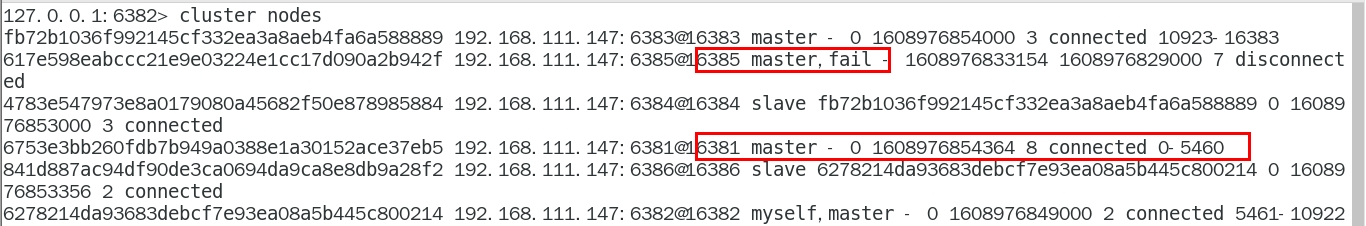 127.0.0.1:6382> cluster nodes
fb72b1036f992145cf332ea3a8aeb4fa6a588889 192.168.111.147:6383@16383 master - 0 1608976854000 3 connected 10923-16383
617e598eabccc21e9e03224e1cc17d090a2b942f 192.168.111.147:6385@16385 master,fail - 1608976833154 1608976829000 7 disconnect
ed
4783e547973e8a0179080a45682f50e878985884 192.168.111.147:6384@16384 slave fb72b1036f992145cf332ea3a8aeb4fa6a588889 0 16089
76853000 3 connected
6753e3bb260fdb7b949a0388e1a30152ace37eb5 192.168.111.147:6381@16381 master - 0 1608976854364 8 connected 0-5460
841d887ac94df90de3ca0694da9ca8e8db9a28f2 192.168.111.147:6386@16386 slave 6278214da93683debcf7e93ea08a5b445c800214 0 16089
76853356 2 connected
6278214da93683debcf7e93ea08a5b445c800214 192.168.111.147:6382@16382 myself,master - 0 1608976849000 2 connected 5461-10922